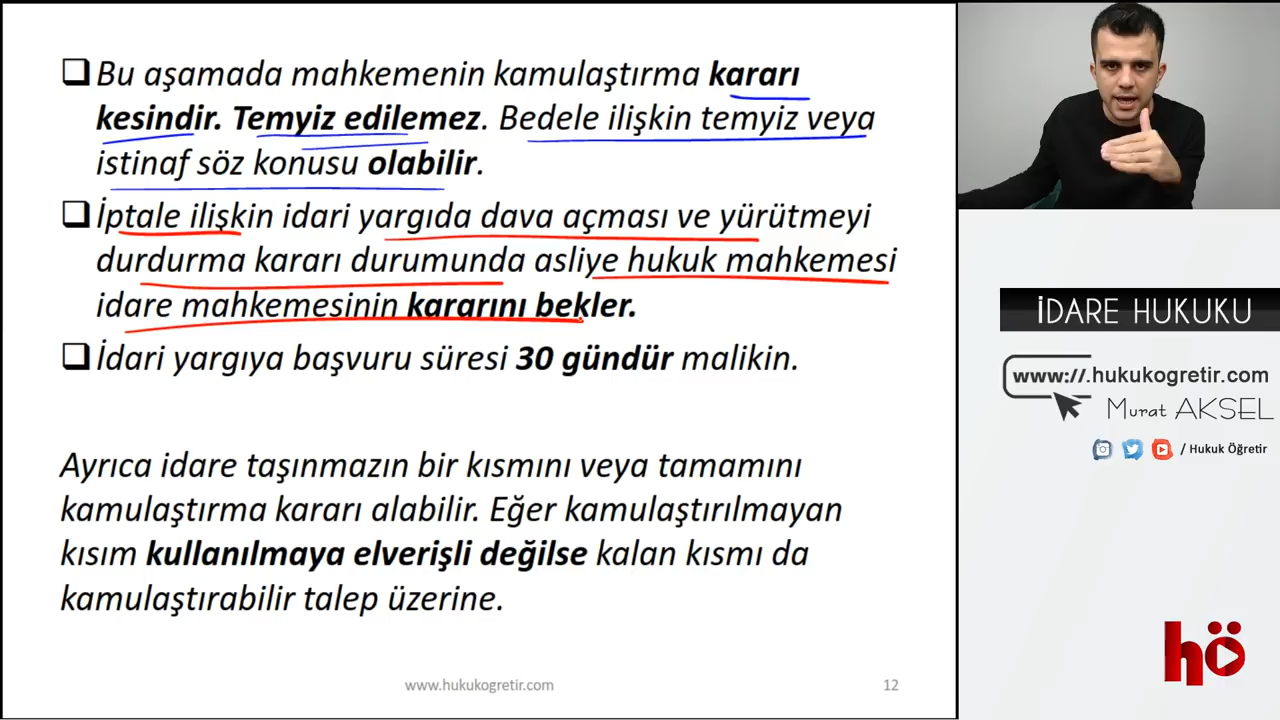 Bu aşamada mahkemenin kamulaştırma kararı
kesindir. Temyiz edilemez. Bedele ilişkin temyiz veya
istinaf söz konusu olabilir.
İptale ilişkin idari yargıda dava açması ve yürütmeyi
durdurma kararı durumunda asliye hukuk mahkemesi
idare mahkemesinin kararını bekler.
İdari yargıya başvuru süresi 30 gündür malikin.
Ayrıca idare taşınmazın bir kısmını veya tamamını
kamulaştırma kararı alabilir. Eğer kamulaştırılmayan
kısım kullanılmaya elverişli değilse kalan kısmı da
kamulaştırabilir talep üzerine.
www.hukukogretir.com
12
İDARE HUKUKU
www://.hukukogretir.com
Murat AKSEL
/ Hukuk Öğretir
hö